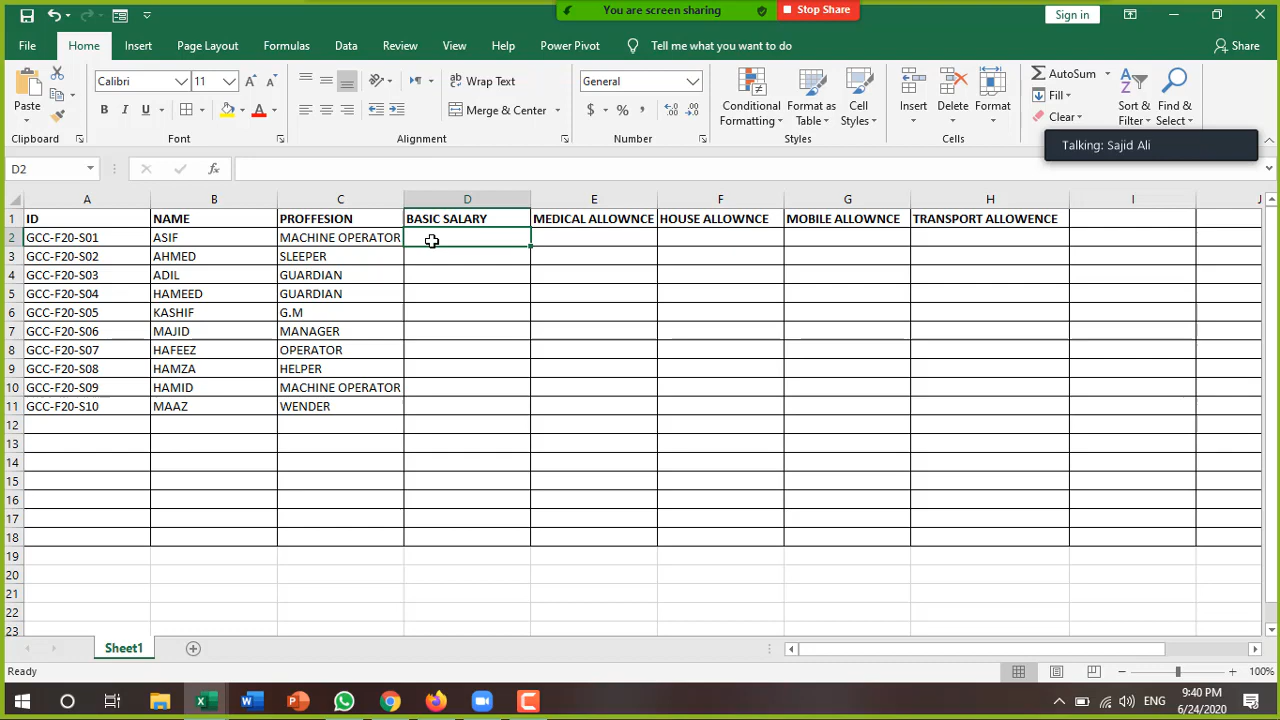 You are screen sharing
Stop Share
Sign in
File Home Insert Page Layout Formulas Data Review View Help Power Pivot Tell me what you want to do Share
Paste
Calibri 11
B I U
A A
Wrap Text
Merge & Center
General
$ % ,
Conditional Formatting
Format as Table
Cell Styles
Insert
Delete
Format
AutoSum
Fill
Clear
Sort & Filter
Find & Select
Clipboard Font Alignment Number Styles Cells
Talking: Sajid Ali
D2 fx
A B C D E F G H I J
1 ID NAME PROFFESION BASIC SALARY MEDICAL ALLOWNCE HOUSE ALLOWNCE MOBILE ALLOWNCE TRANSPORT ALLOWENCE
2 GCC-F20-S01 ASIF MACHINE OPERATOR
3 GCC-F20-S02 AHMED SLEEPER
4 GCC-F20-S03 ADIL GUARDIAN
5 GCC-F20-S04 HAMEED GUARDIAN
6 GCC-F20-S05 KASHIF G.M
7 GCC-F20-S06 MAJID MANAGER
8 GCC-F20-S07 HAFEEZ OPERATOR
9 GCC-F20-S08 HAMZA HELPER
10 GCC-F20-S09 HAMID MACHINE OPERATOR
11 GCC-F20-S10 MAAZ WENDER
12
13
14
15
16
17
18
19
20
21
22
23
Sheet1
Ready 100%
ENG 9:40 PM
6/24/2020